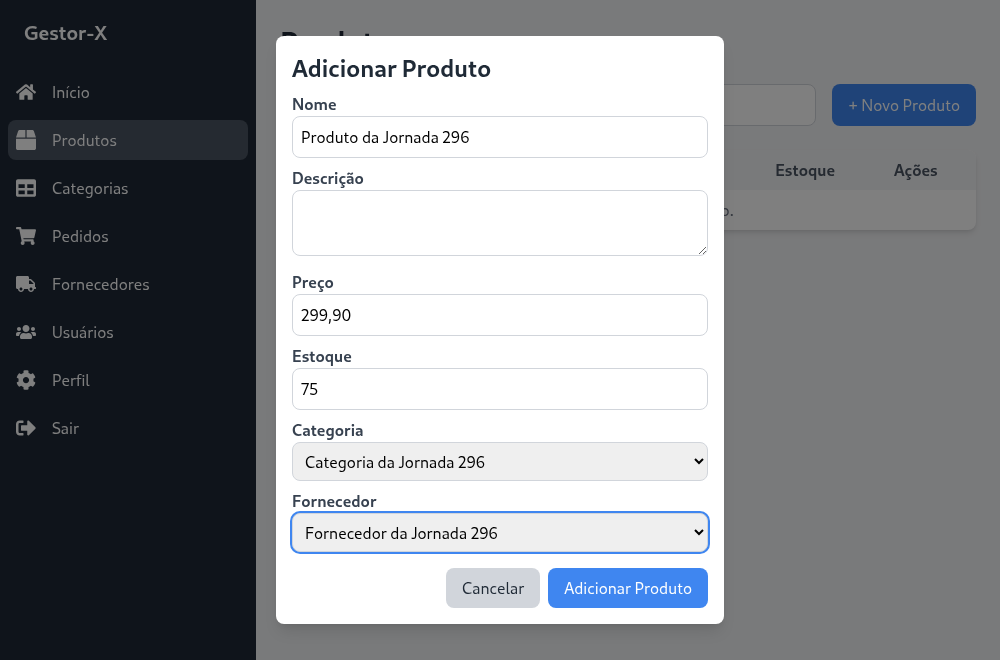 Gestor-X
Início
Produtos
Categorias
Pedidos
Fornecedores
Usuários
Perfil
Sair
+ Novo Produto
Estoque Ações
Adicionar Produto
Nome
Produto da Jornada 296
Descrição
Preço
299,90
Estoque
75
Categoria
Categoria da Jornada 296
Fornecedor
Fornecedor da Jornada 296
Cancelar
Adicionar Produto